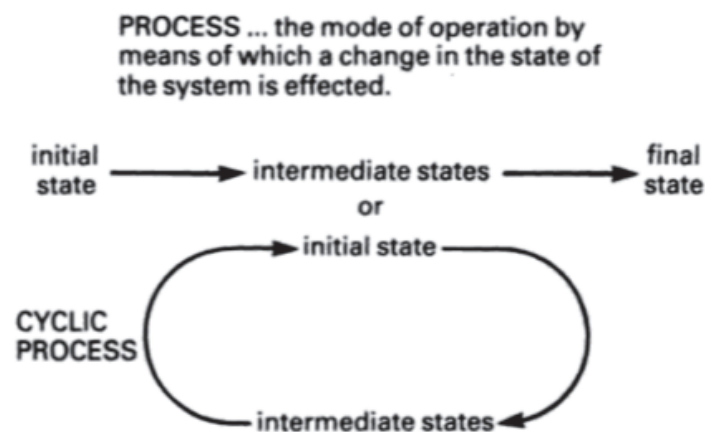 PROCESS ... the mode of operation by
means of which a change in the state of
the system is effected.
initial
state
intermediate states
final
state
or
initial state
CYCLIC
PROCESS
intermediate states